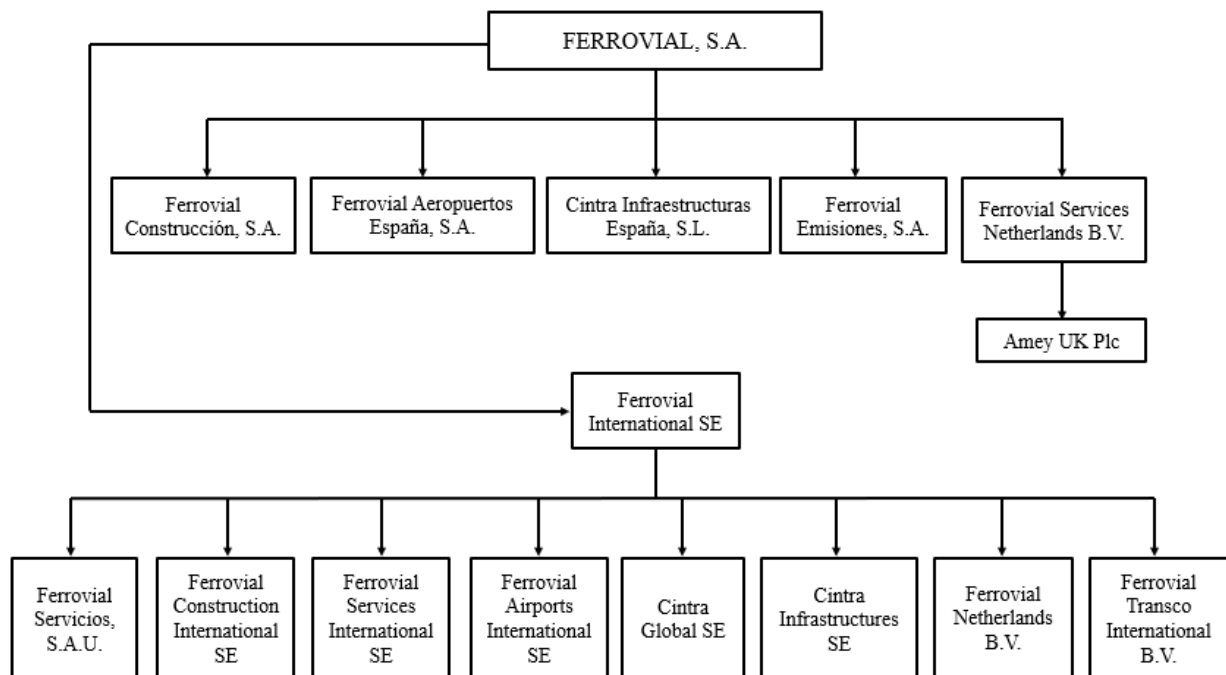 FERROVIAL, S.A.
Ferrovial
Construcción, S.A.
Ferrovial Aeropuertos
España, S.A.
Cintra Infraestructuras
España, S.L.
Ferrovial
Emisiones, S.A.
Ferrovial Services
Netherlands B.V.
Amey UK Plc
Ferrovial
International SE
Ferrovial
Servicios,
S.A.U.
Ferrovial
Construction
International
SE
Ferrovial
Services
International
SE
Ferrovial
Airports
International
SE
Cintra
Global SE
Cintra
Infrastructures
SE
Ferrovial
Netherlands
B.V.
Ferrovial
Transco
International
B.V.